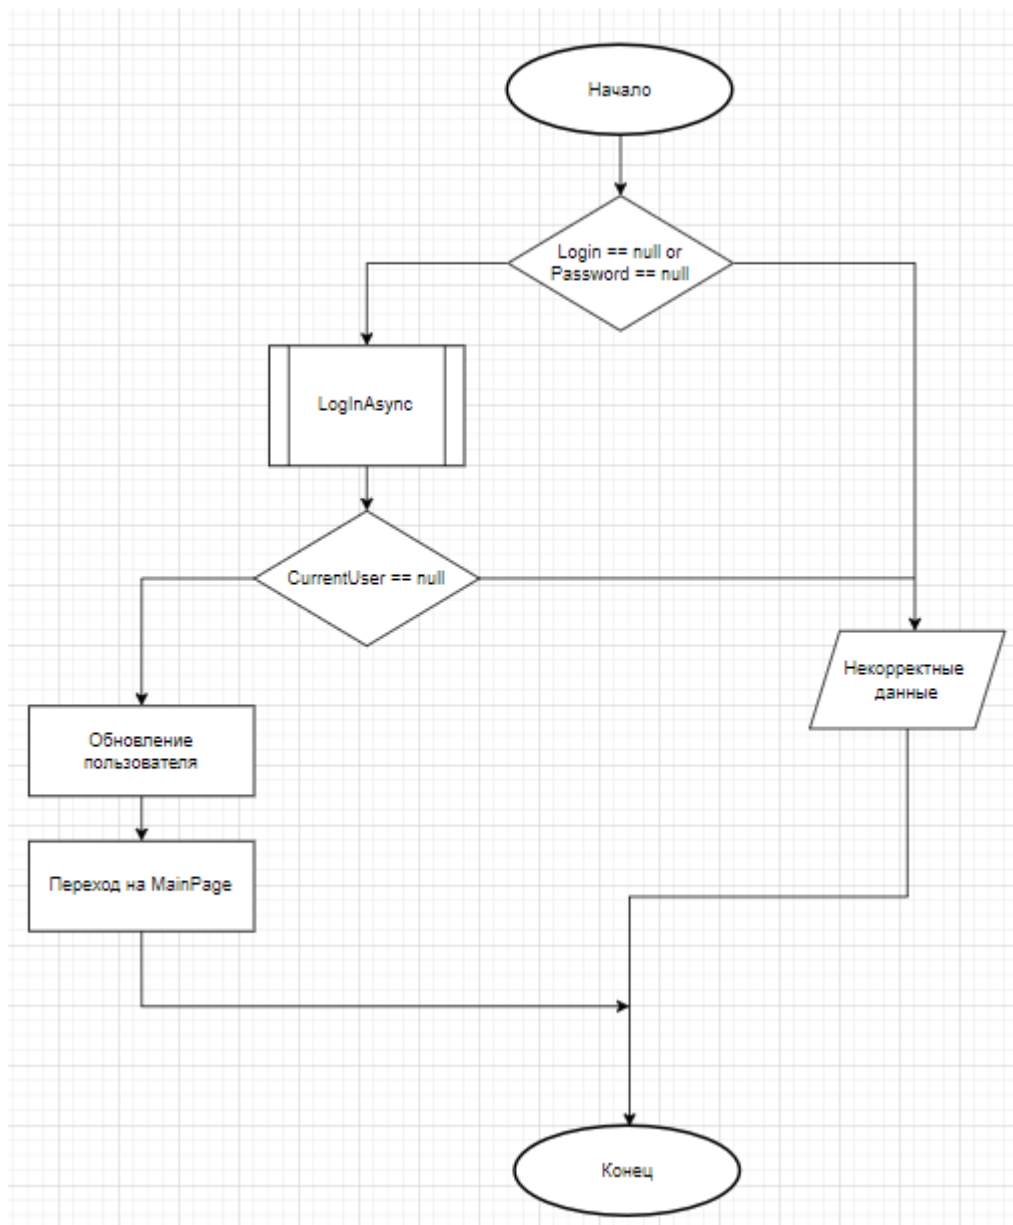 Начало
Login == null or
Password == null
LogInAsync
CurrentUser == null
Некорректные
данные
Обновление
пользователя
Переход на MainPage
Конец